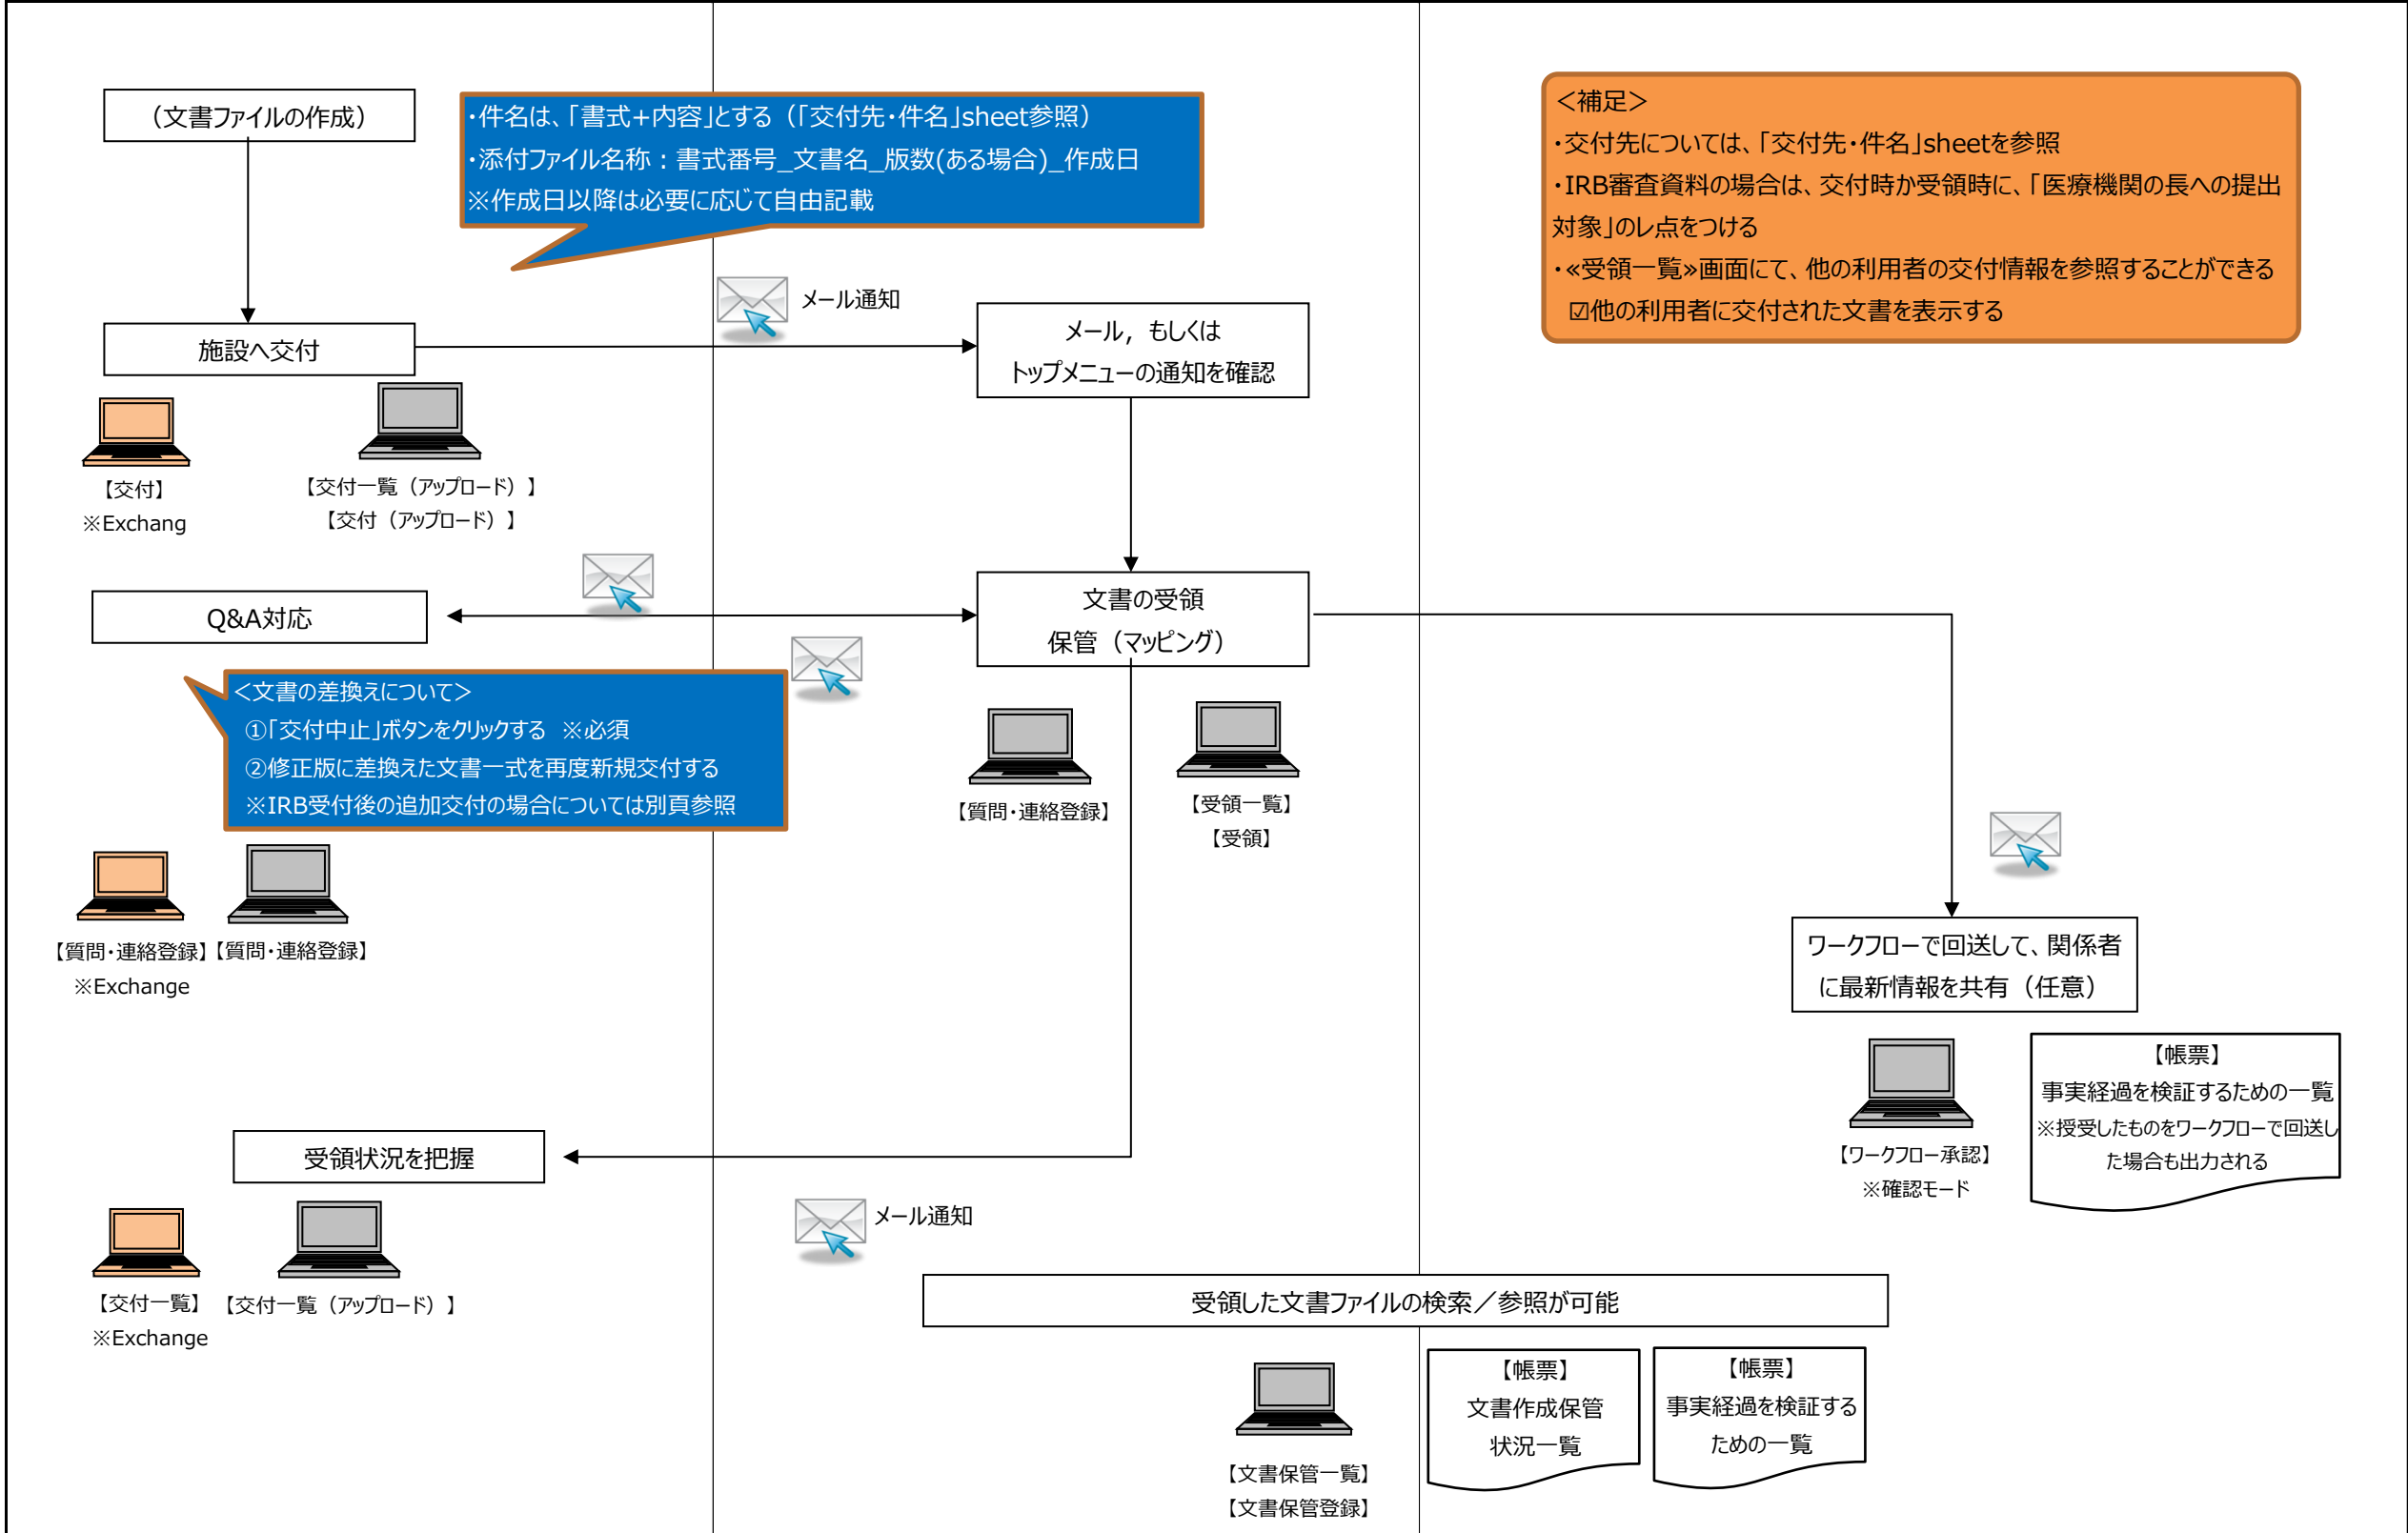 （文書ファイルの作成）
・件名は、「書式+内容」とする（「交付先・件名」sheet参照）
・添付ファイル名称：書式番号_文書名_版数(ある場合)_作成日
※作成日以降は必要に応じて自由記載
＜補足＞
・交付先については、「交付先・件名」sheetを参照
・IRB審査資料の場合は、交付時か受領時に、「医療機関の長への提出
対象」のレ点をつける
・≪受領一覧≫画面にて、他の利用者の交付情報を参照することができる
☑他の利用者に交付された文書を表示する
メール通知
施設へ交付
メール，もしくは
トップメニューの通知を確認
【交付】
※Exchang
【交付一覧（アップロード）】
【交付（アップロード）】
Q&A対応
文書の受領
保管（マッピング）
＜文書の差換えについて＞
①「交付中止」ボタンをクリックする　※必須
②修正版に差換えた文書一式を再度新規交付する
※IRB受付後の追加交付の場合については別頁参照
【質問・連絡登録】
【受領一覧】
【受領】
【質問・連絡登録】
※Exchange
【質問・連絡登録】
ワークフローで回送して、関係者
に最新情報を共有（任意）
【ワークフロー承認】
※確認モード
【帳票】
事実経過を検証するための一覧
※授受したものをワークフローで回送し
た場合も出力される
受領状況を把握
メール通知
【交付一覧】
※Exchange
【交付一覧（アップロード）】
受領した文書ファイルの検索／参照が可能
【文書保管一覧】
【文書保管登録】
【帳票】
文書作成保管
状況一覧
【帳票】
事実経過を検証する
ための一覧